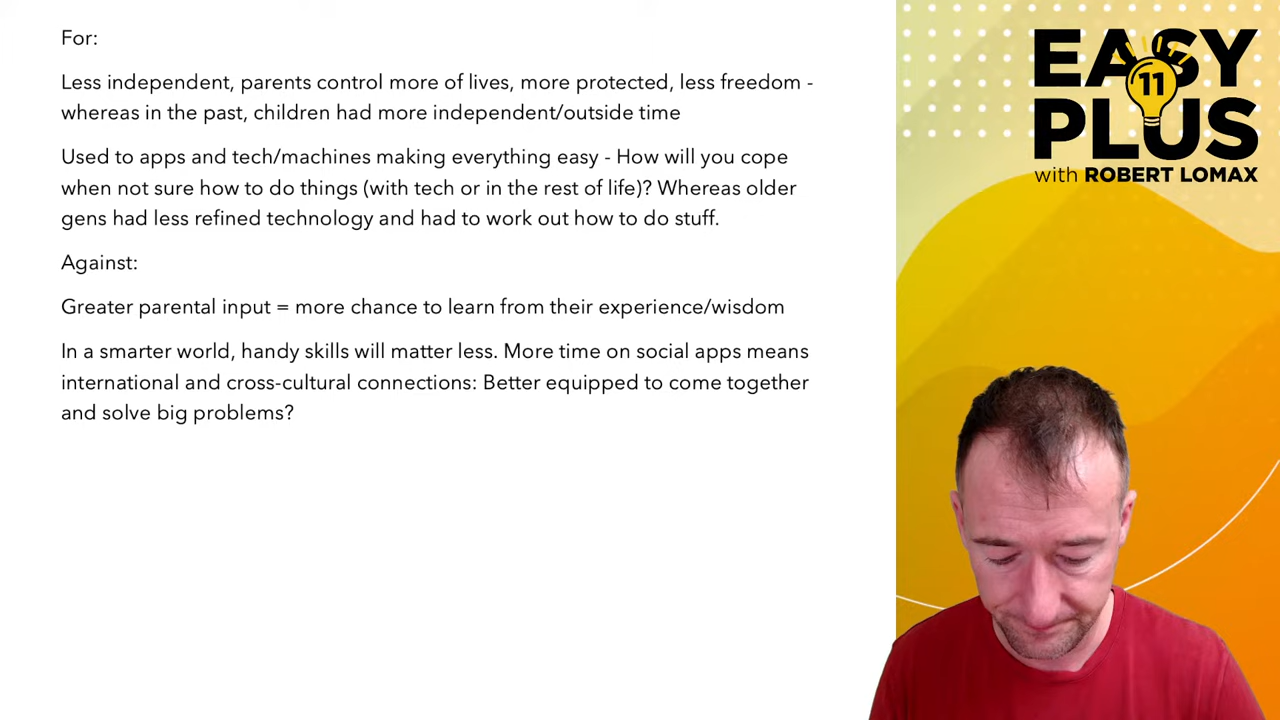 For:
Less independent, parents control more of lives, more protected, less freedom -
whereas in the past, children had more independent/outside time
Used to apps and tech/machines making everything easy - How will you cope
when not sure how to do things (with tech or in the rest of life)? Whereas older
gens had less refined technology and had to work out how to do stuff.
Against:
Greater parental input = more chance to learn from their experience/wisdom
In a smarter world, handy skills will matter less. More time on social apps means
international and cross-cultural connections: Better equipped to come together
and solve big problems?
EASY
11
PLUS
with ROBERT LOMAX